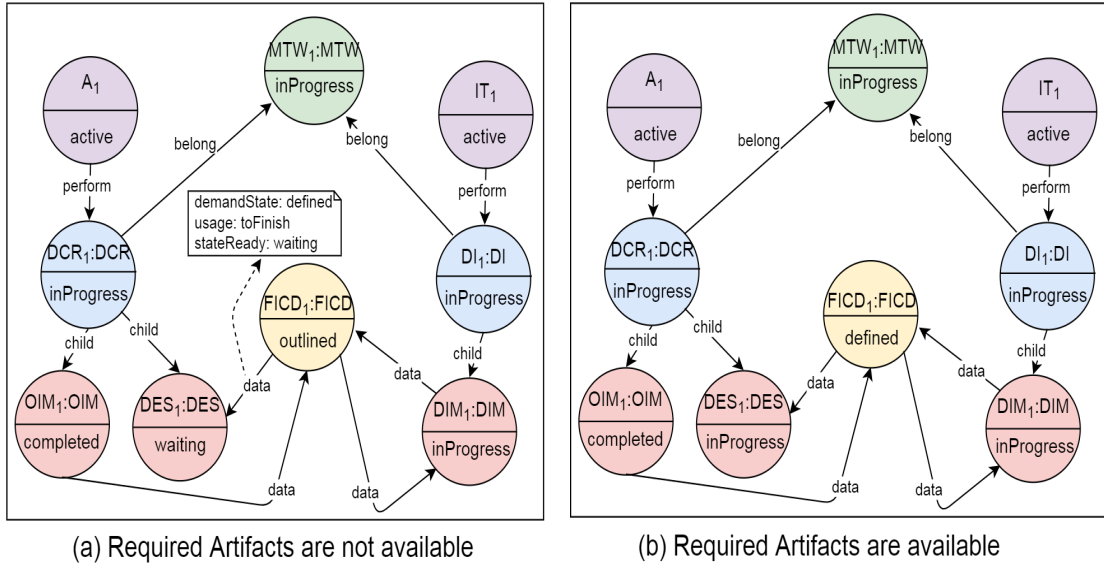 MTW₁:MTW
inProgress
A₁
active
IT₁
active
belong
belong
perform
perform
demandState: defined
usage: toFinish
stateReady: waiting
DCR₁:DCR
inProgress
DI₁:DI
inProgress
FICD₁:FICD
outlined
child
child
child
data
data
OIM₁:OIM
completed
DES₁:DES
waiting
DIM₁:DIM
inProgress
data
data
(a) Required Artifacts are not available
MTW₁:MTW
inProgress
A₁
active
IT₁
active
belong
belong
perform
perform
DCR₁:DCR
inProgress
DI₁:DI
inProgress
FICD₁:FICD
defined
child
child
child
data
data
OIM₁:OIM
completed
DES₁:DES
inProgress
DIM₁:DIM
inProgress
data
data
(b) Required Artifacts are available